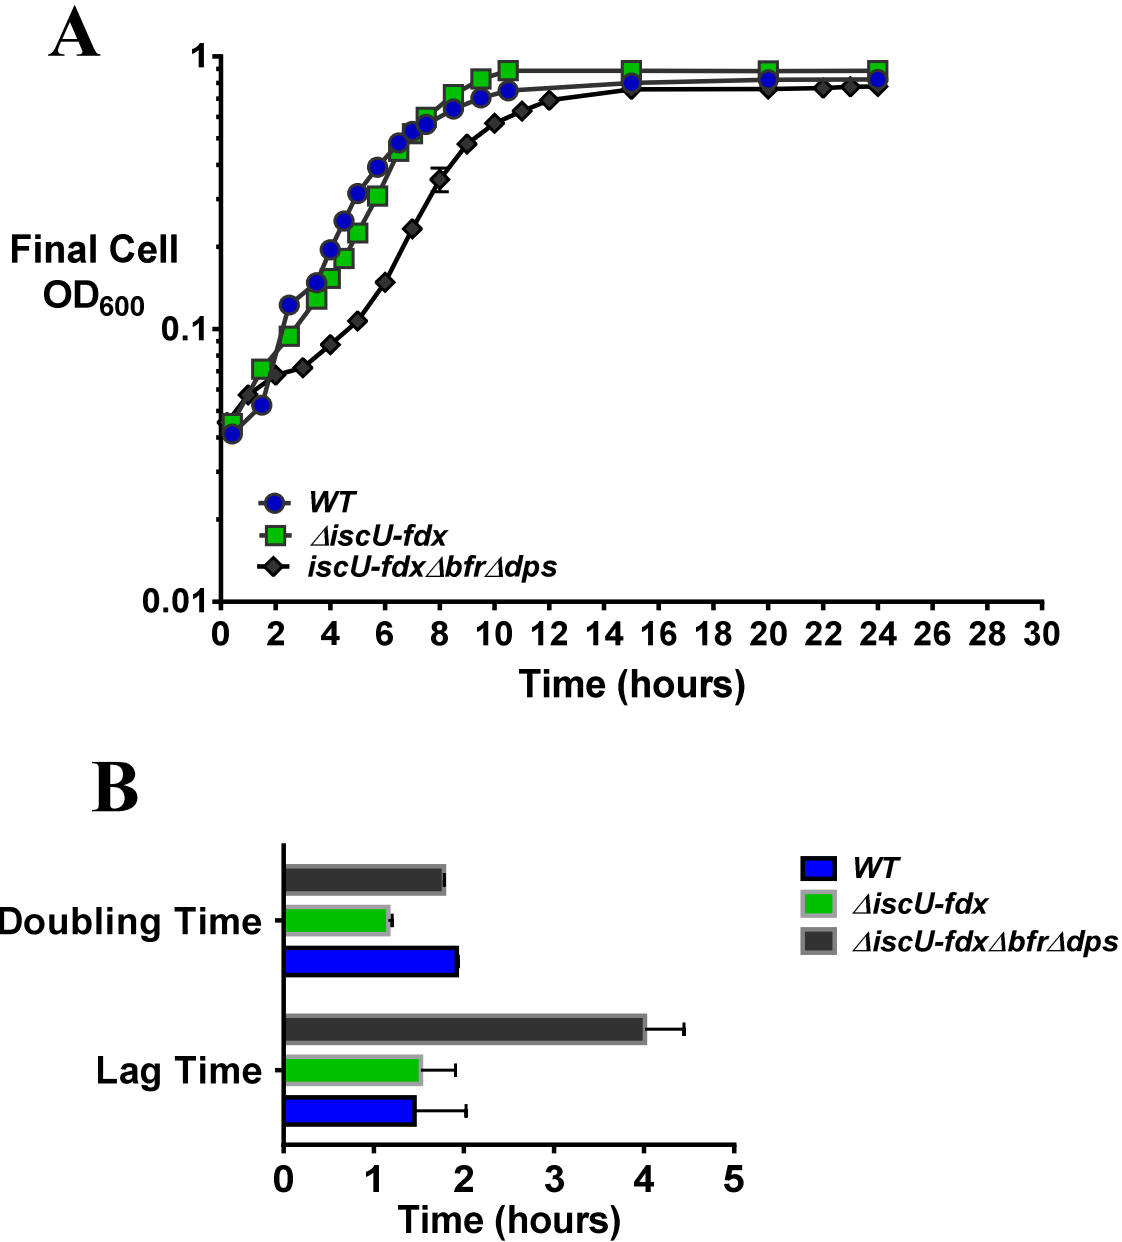 A
1
0.1
0.01
Final Cell
OD600
WT
ΔiscU-fdx
iscU-fdxΔbfrΔdps
0 2 4 6 8 10 12 14 16 18 20 22 24 26 28 30
Time (hours)
B
Doubling Time
Lag Time
WT
ΔiscU-fdx
ΔiscU-fdxΔbfrΔdps
0 1 2 3 4 5
Time (hours)